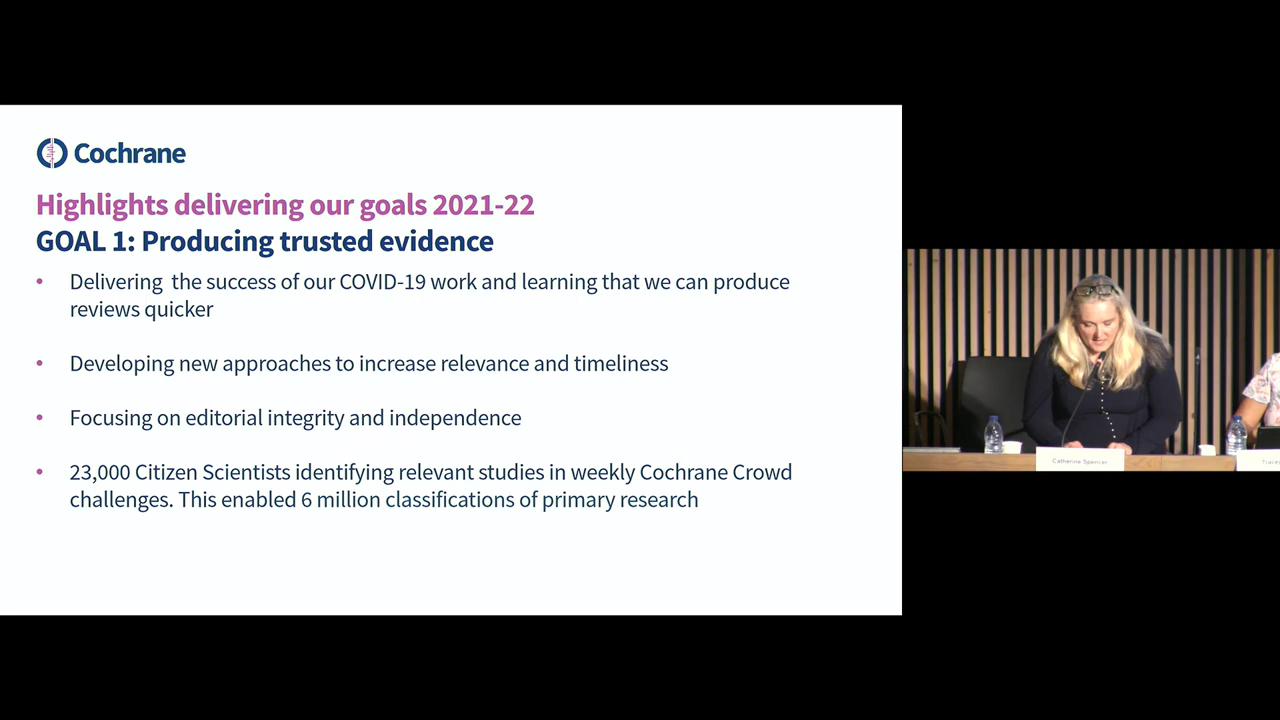 Cochrane
Highlights delivering our goals 2021-22
GOAL 1: Producing trusted evidence
• Delivering  the success of our COVID-19 work and learning that we can produce
reviews quicker
• Developing new approaches to increase relevance and timeliness
• Focusing on editorial integrity and independence
• 23,000 Citizen Scientists identifying relevant studies in weekly Cochrane Crowd
challenges. This enabled 6 million classifications of primary research
Catherine Spencer